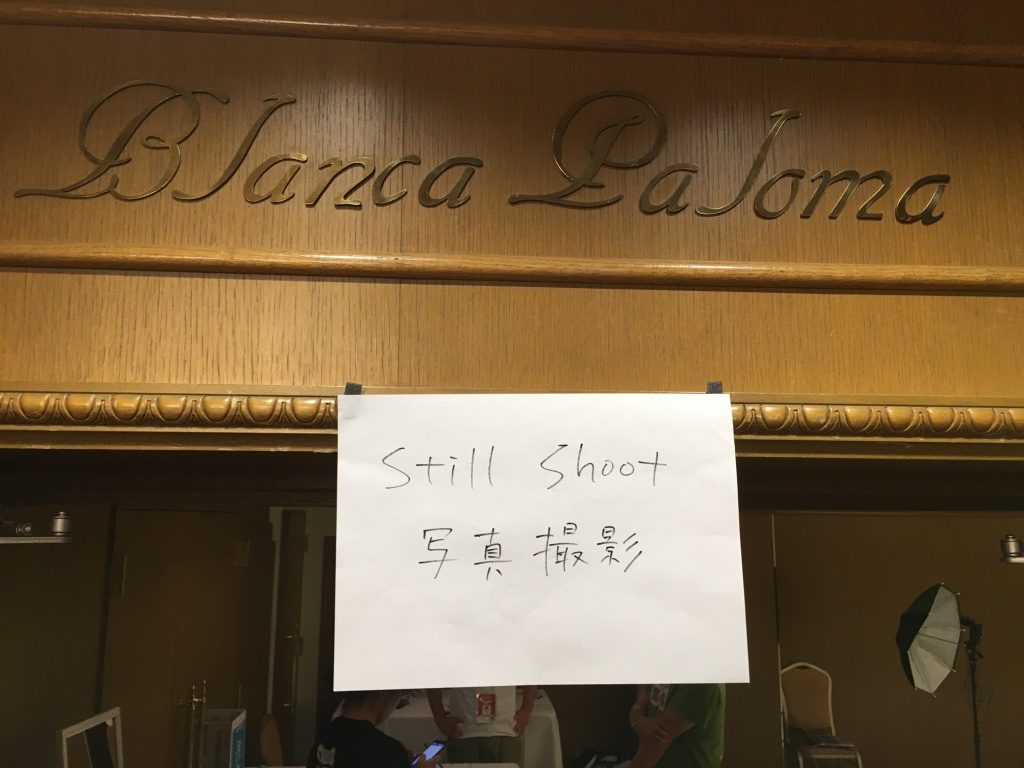 Blanca Paloma
Still Shoot
写真撮影